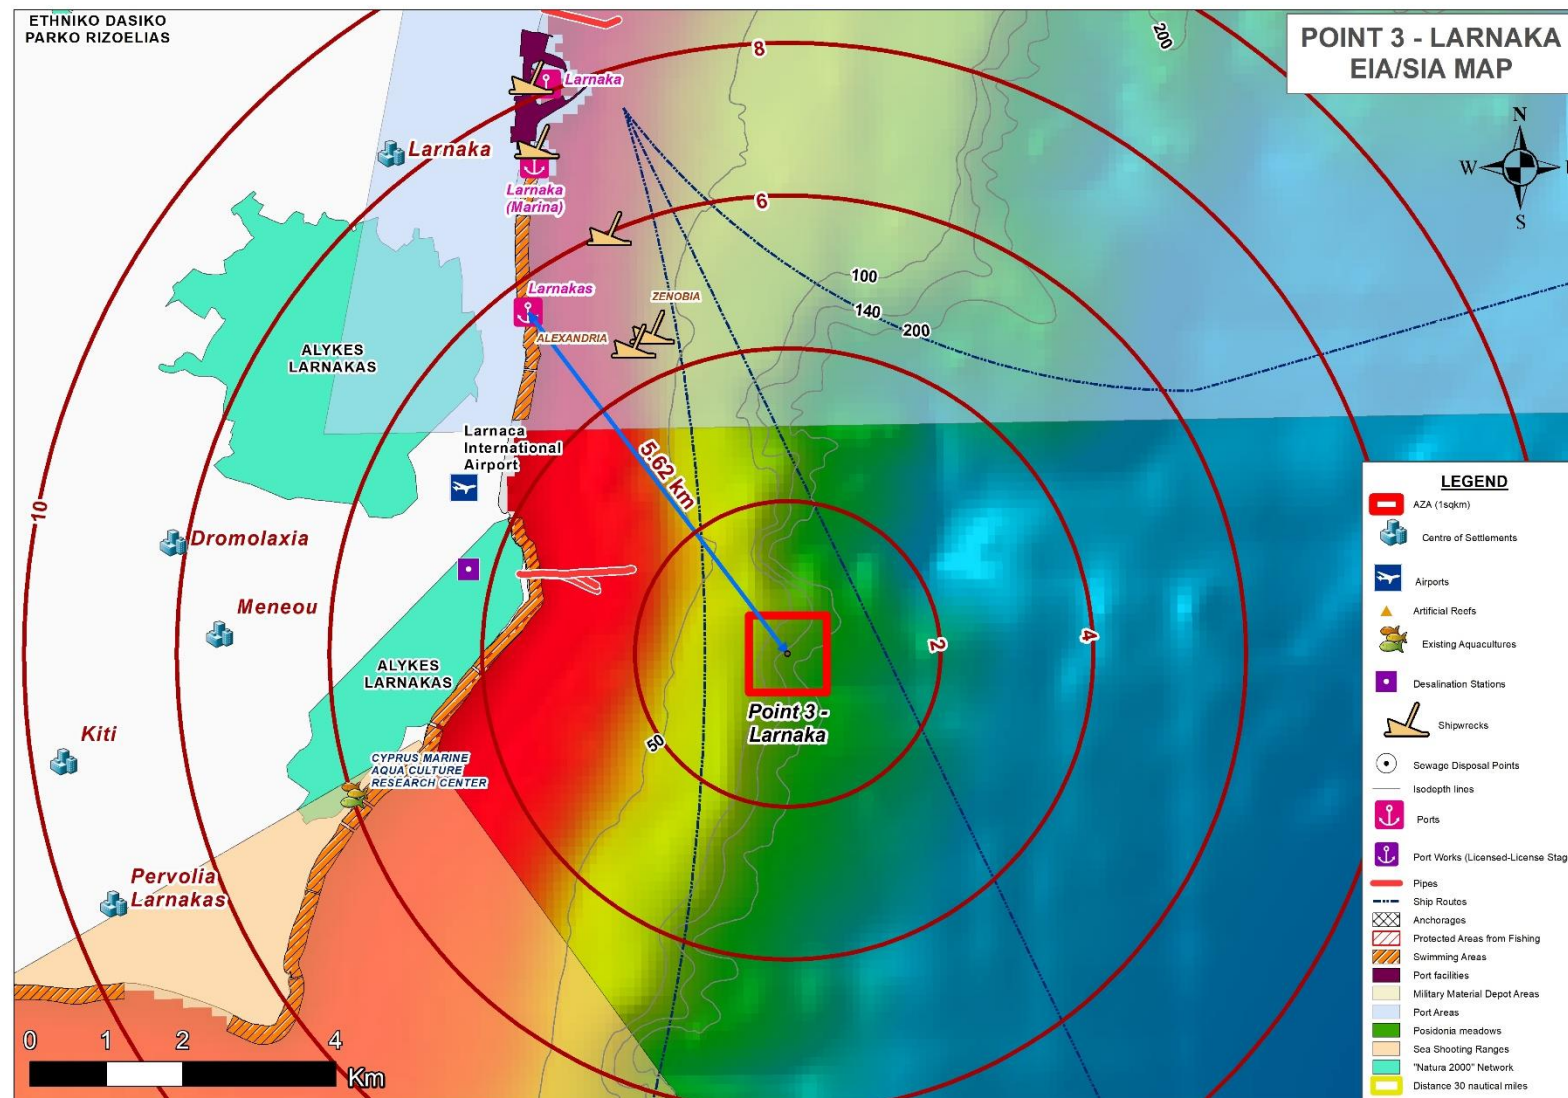 ETHNIKO DASIKO
PARKO RIZOELIAS
POINT 3 - LARNAKA
EIA/SIA MAP
200
8
Larnaka
Larnaka
N
W
S
Larnaka
(Marina)
6
Larnakas
ZENOBIA
100
140
200
ALEXANDRIA
ALYKES
LARNAKAS
Larnaca
International
Airport
5.62 km
10
Dromolaxia
Meneou
2
4
ALYKES
LARNAKAS
Point 3 -
Larnaka
50
Kiti
CYPRUS MARINE
AQUA CULTURE
RESEARCH CENTER
Pervolia
Larnakas
0 1 2 4
Km
LEGEND
AZA (1sqkm)
Centre of Settlements
Airports
Artificial Reefs
Existing Aquacultures
Desalination Stations
Shipwrecks
Sewage Disposal Points
Isodepth lines
Ports
Port Works (Licensed-License Stag
Pipes
Ship Routes
Anchorages
Protected Areas from Fishing
Swimming Areas
Port facilities
Military Material Depot Areas
Port Areas
Posidonia meadows
Sea Shooting Ranges
"Natura 2000" Network
Distance 30 nautical miles